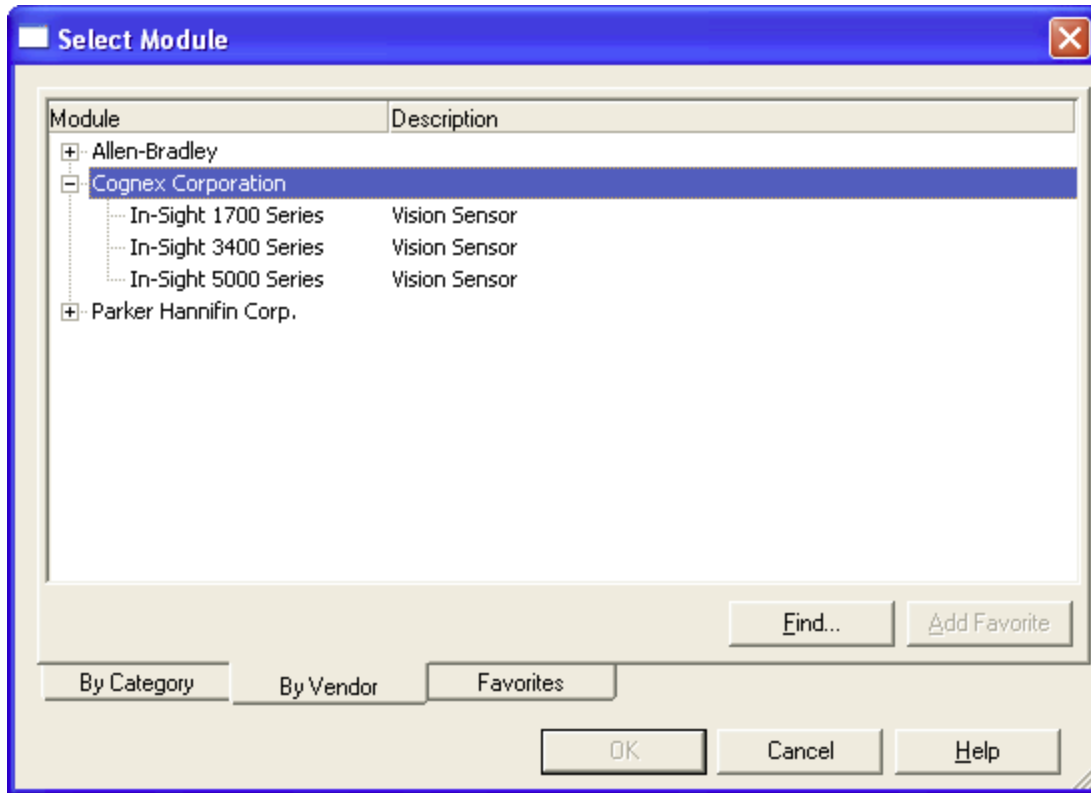 Select Module
Module Description
Allen-Bradley
Cognex Corporation
In-Sight 1700 Series Vision Sensor
In-Sight 3400 Series Vision Sensor
In-Sight 5000 Series Vision Sensor
Parker Hannifin Corp.
Find... Add Favorite
By Category By Vendor Favorites
OK Cancel Help